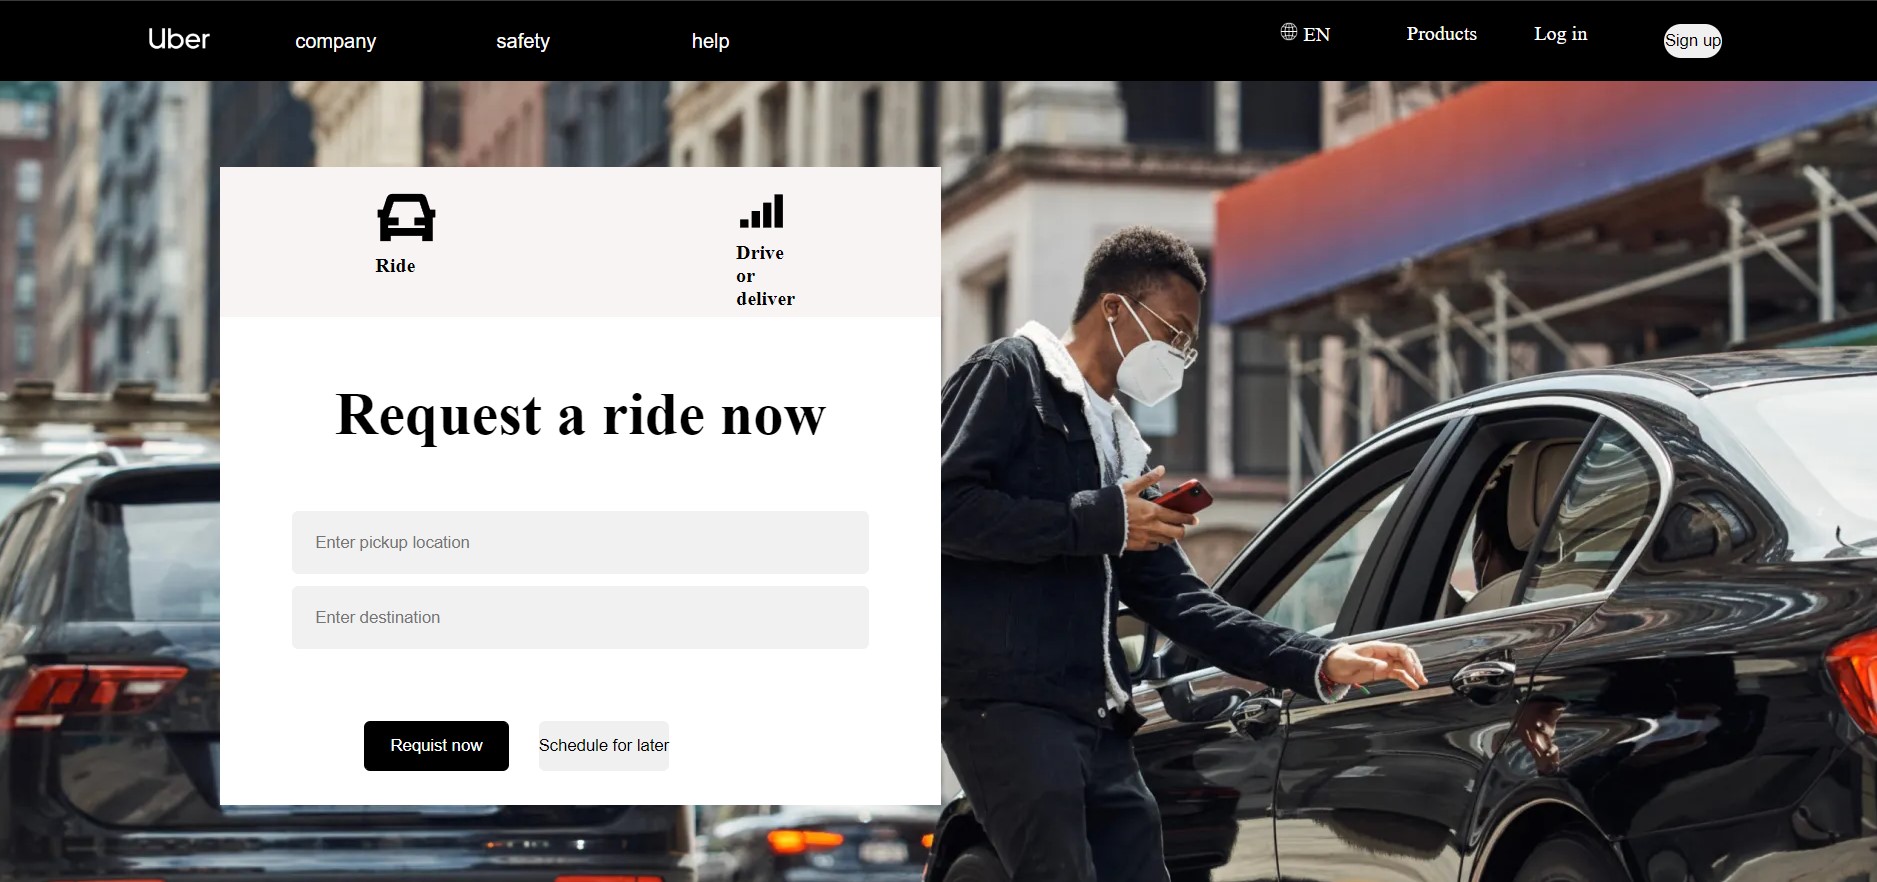 Uber
company
safety
help
EN
Products
Log in
Sign up
Ride
Drive
or
deliver
Request a ride now
Enter pickup location
Enter destination
Requist now
Schedule for later